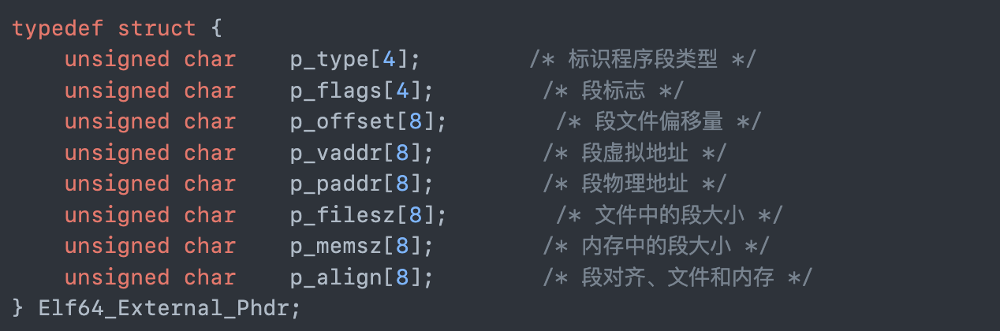 typedef struct {
    unsigned char    p_type[4];        /* 标识程序段类型 */
    unsigned char    p_flags[4];        /* 段标志 */
    unsigned char    p_offset[8];        /* 段文件偏移量 */
    unsigned char    p_vaddr[8];        /* 段虚拟地址 */
    unsigned char    p_paddr[8];        /* 段物理地址 */
    unsigned char    p_filesz[8];        /* 文件中的段大小 */
    unsigned char    p_memsz[8];        /* 内存中的段大小 */
    unsigned char    p_align[8];        /* 段对齐、文件和内存 */
} Elf64_External_Phdr;